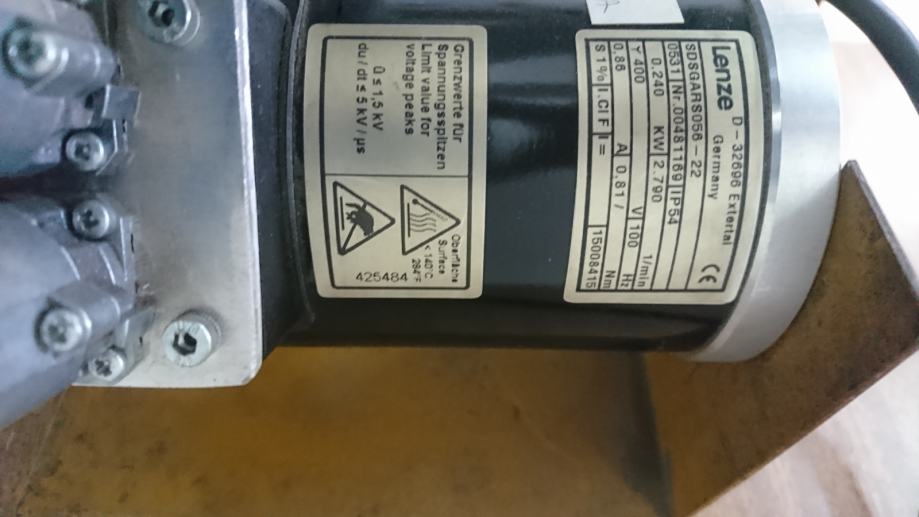 Lenze D-32696 Extertal
Germany
SDSGARS056-22
0531 Nr. 00481169 IP54
0.240 KW 2.790 1/min
Y 400 V 100 Hz
0.86 A 0.81 / Nm
S 1 % I.Cl F I = 15008415
Grenzwerte für
Spannungsspitzen
Limit value for
voltage peaks
Û ≤ 1,5 kV
du / dt ≤ 5 kV / µs
Oberfläche
Surface
< 140°C
284°F
425484